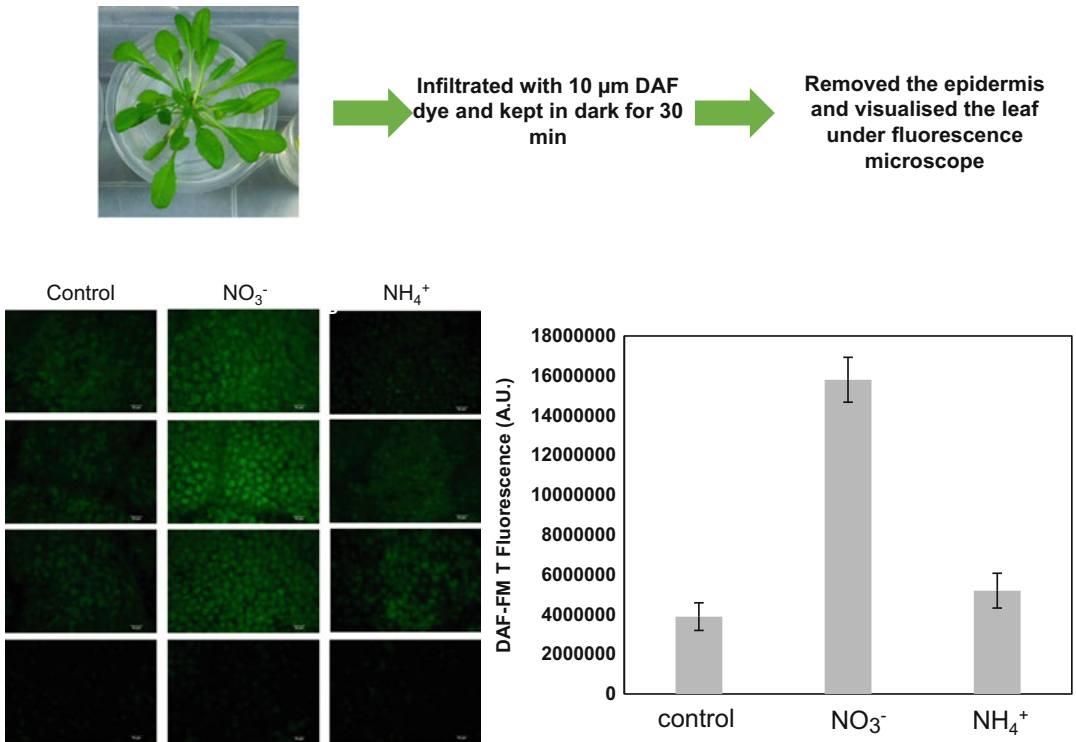 Infiltrated with 10 µm DAF
dye and kept in dark for 30
min
Removed the epidermis
and visualised the leaf
under fluorescence
microscope
Control
NO₃⁻
NH₄⁺
DAF-FM T Fluorescence (A.U.)
18000000
16000000
14000000
12000000
10000000
8000000
6000000
4000000
2000000
0
control
NO₃⁻
NH₄⁺